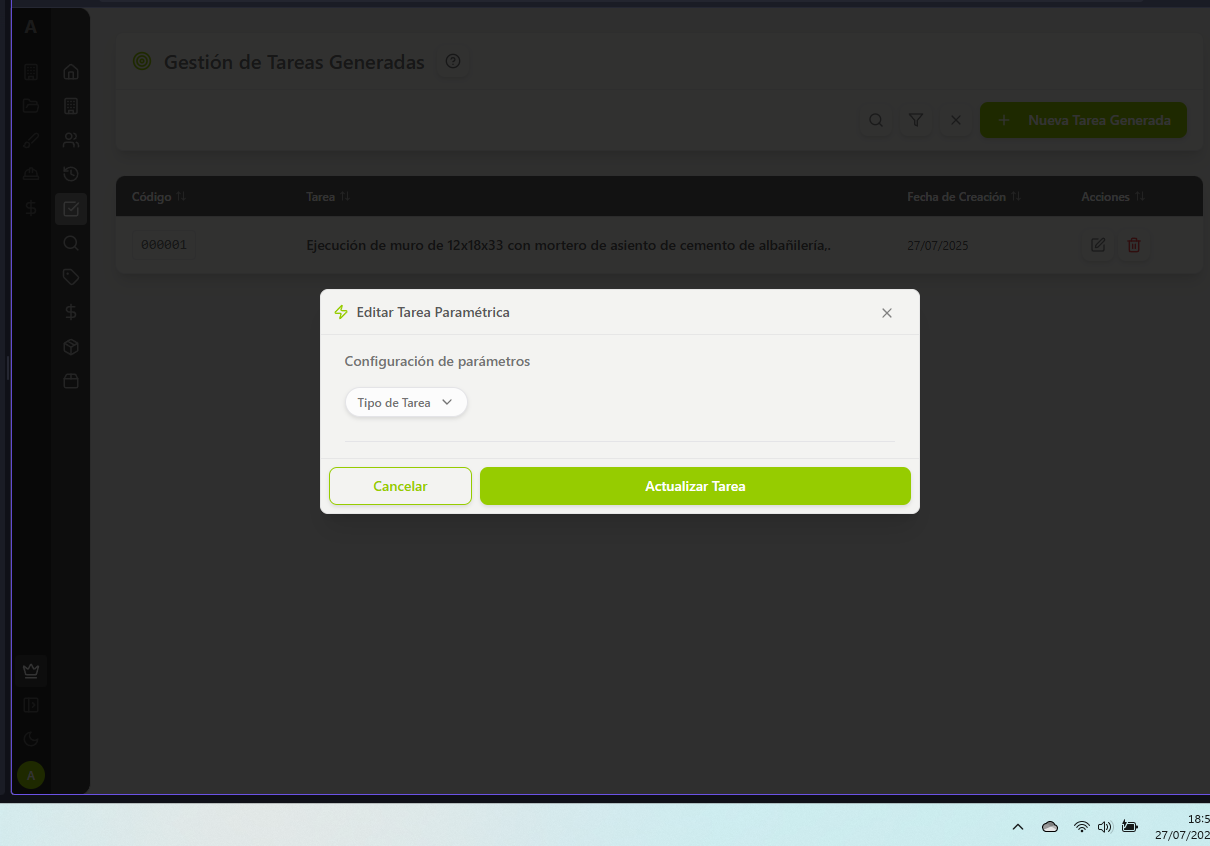 A
Gestión de Tareas Generadas
Nueva Tarea Generada
Código Tarea Fecha de Creación Acciones
000001 Ejecución de muro de 12x18x33 con mortero de asiento de cemento de albañilería,. 27/07/2025
Editar Tarea Paramétrica
Configuración de parámetros
Tipo de Tarea
Cancelar Actualizar Tarea
A
18:5
27/07/202